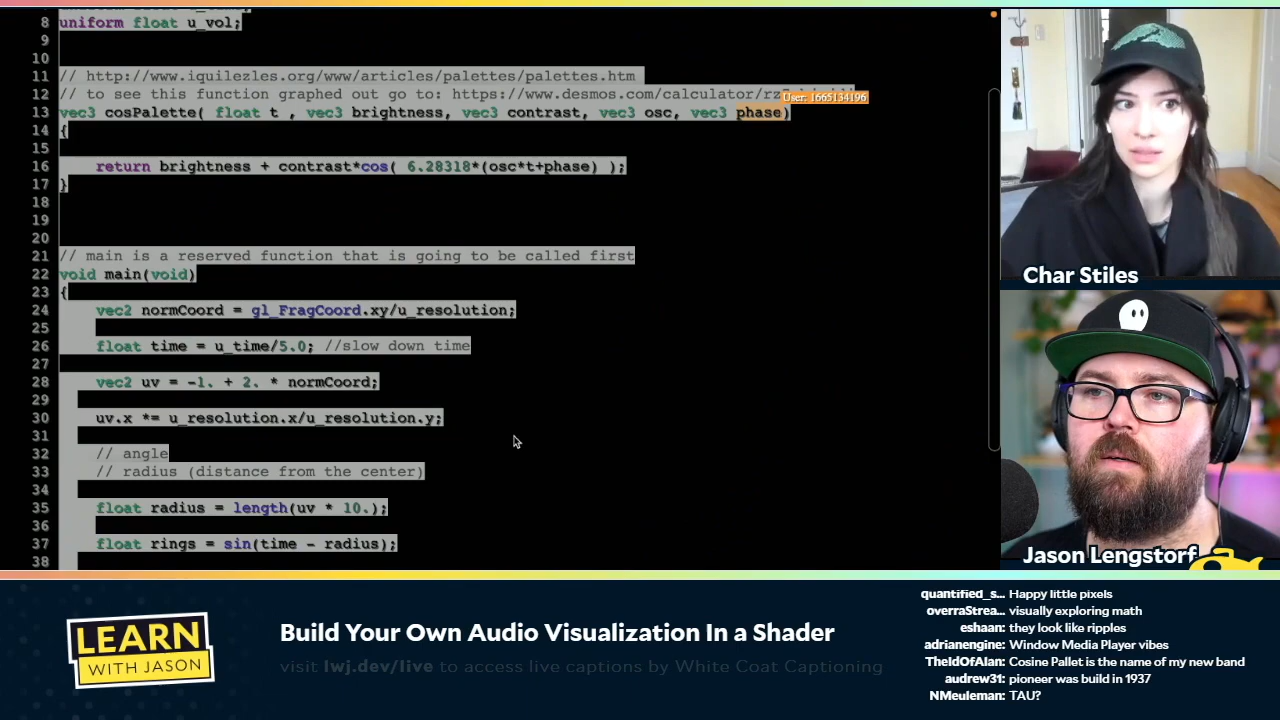 8 uniform float u_vol;
9
10
11 // http://www.iquilezles.org/www/articles/palettes/palettes.htm
12 // to see this function graphed out go to: https://www.desmos.com/calculator/rz
User: 1665134196
13 vec3 cosPalette( float t , vec3 brightness, vec3 contrast, vec3 osc, vec3 phase)
14 {
15
16 return brightness + contrast*cos( 6.28318*(osc*t+phase) );
17 }
18
19
20
21 // main is a reserved function that is going to be called first
22 void main(void)
23 {
24 vec2 normCoord = gl_FragCoord.xy/u_resolution;
25
26 float time = u_time/5.0; //slow down time
27
28 vec2 uv = -1. + 2. * normCoord;
29
30 uv.x *= u_resolution.x/u_resolution.y;
31
32 // angle
33 // radius (distance from the center)
34
35 float radius = length(uv * 10.);
36
37 float rings = sin(time - radius);
38
Char Stiles
Jason Lengstorf
LEARN
WITH JASON
Build Your Own Audio Visualization In a Shader
visit lwj.dev/live to access live captions by White Coat Captioning
quantified_s... Happy little pixels
overraStrea... visually exploring math
eshaan: they look like ripples
adrianengine: Window Media Player vibes
TheIdOfAlan: Cosine Pallet is the name of my new band
audrew31: pioneer was build in 1937
NMeuleman: TAU?